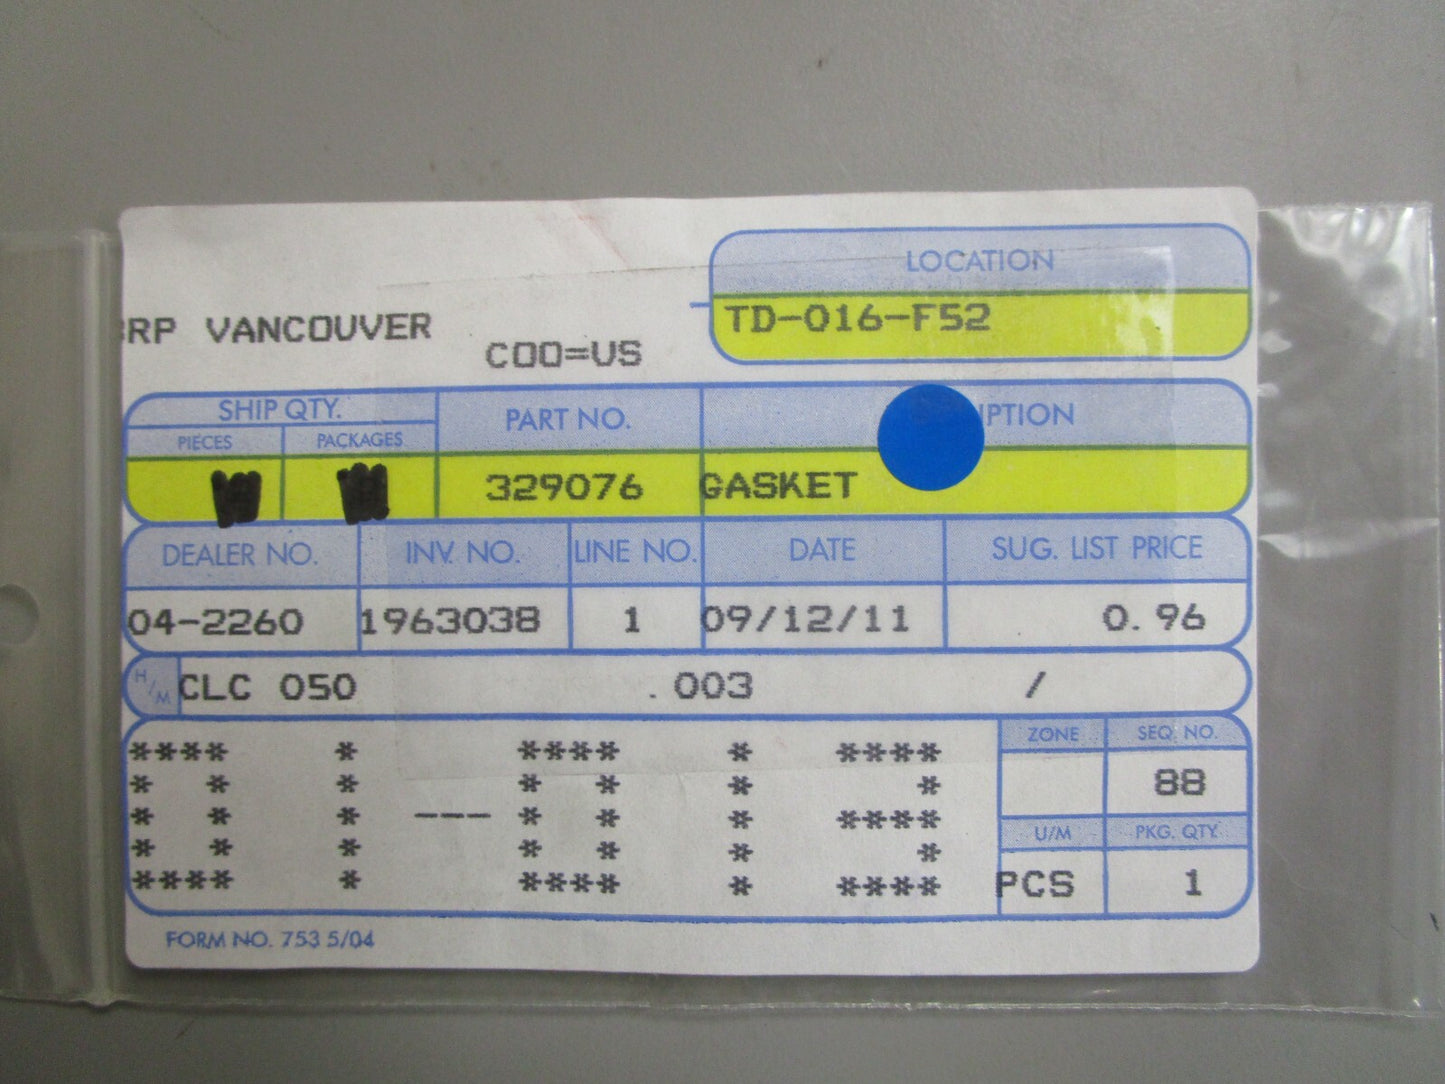 LOCATION
TD-016-F52
BRP VANCOUVER
COO=US
SHIP QTY. PART NO.
PIECES PACKAGES
329076 GASKET
DEALER NO. INV. NO. LINE NO. DATE SUG. LIST PRICE
04-2260 1963038 1 09/12/11 0.96
H/M CLC 050 .003 /
**** * **** * ****
* * * * * * *
* * * --- * * * ****
* * * * * * *
**** * **** * ****
ZONE SEQ. NO.
88
U/M PKG. QTY.
PCS 1
FORM NO. 753 5/04